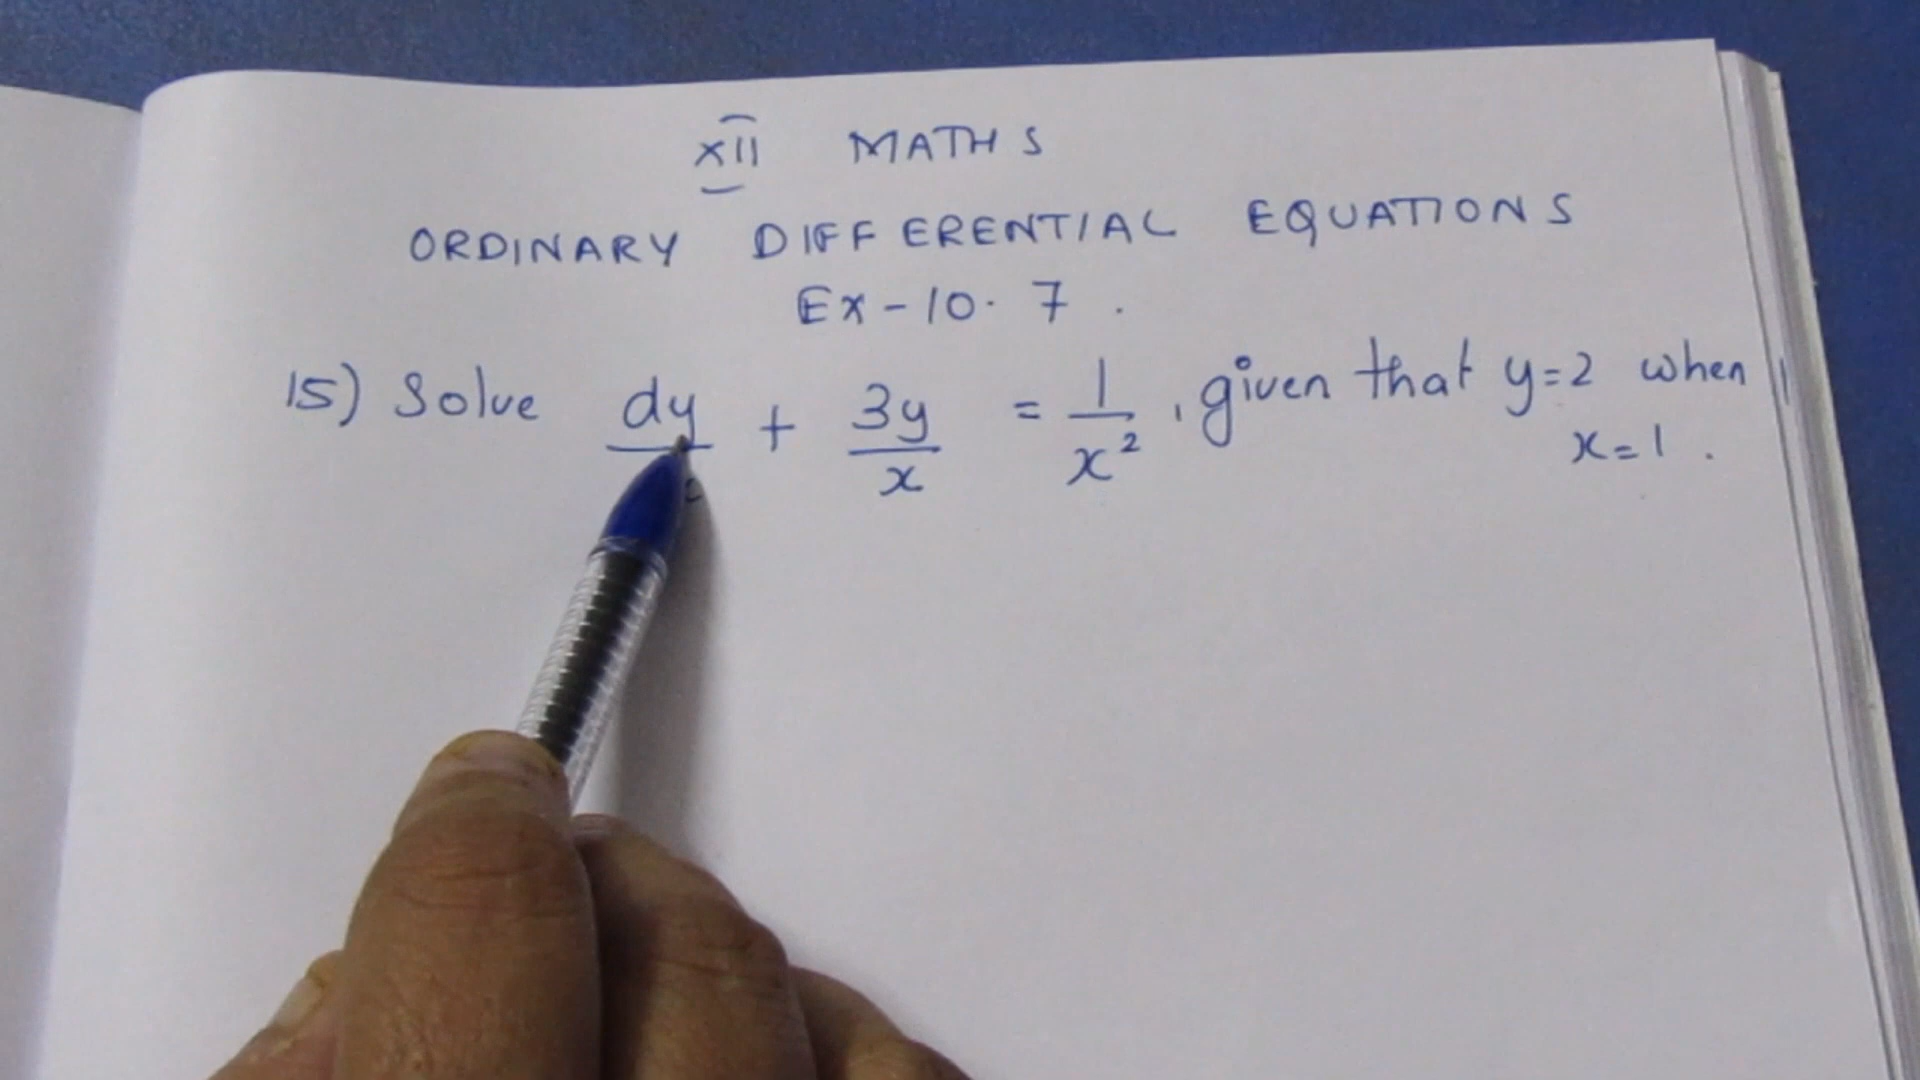 XII MATHS
ORDINARY DIFFERENTIAL EQUATIONS
Ex-10.7.
15) Solve dy/ + 3y/x = 1/x², given that y=2 when
x=1.